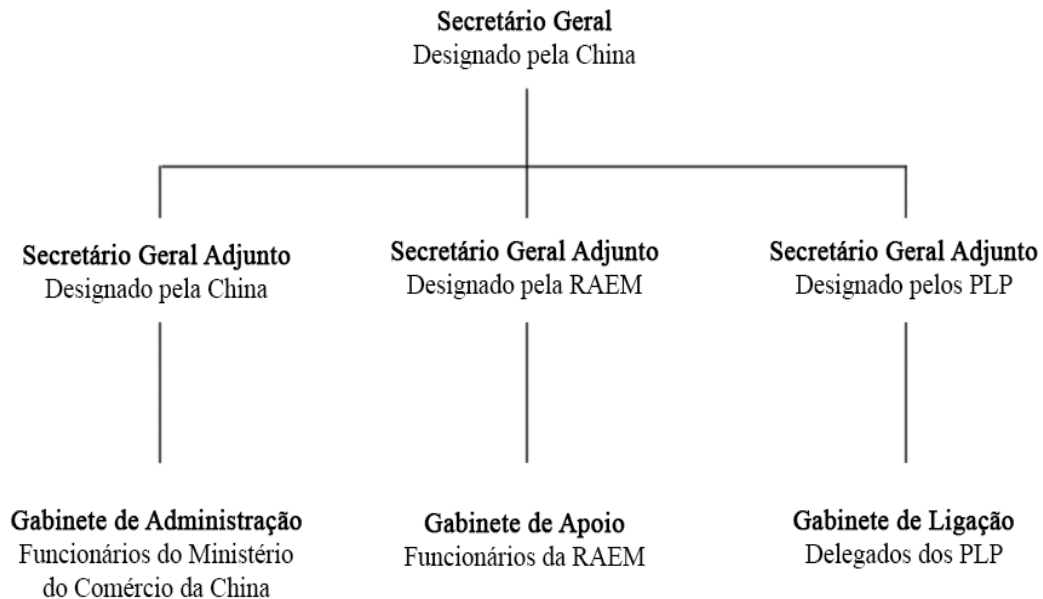 Secretário Geral
Designado pela China
Secretário Geral Adjunto
Designado pela China
Secretário Geral Adjunto
Designado pela RAEM
Secretário Geral Adjunto
Designado pelos PLP
Gabinete de Administração
Funcionários do Ministério
do Comércio da China
Gabinete de Apoio
Funcionários da RAEM
Gabinete de Ligação
Delegados dos PLP